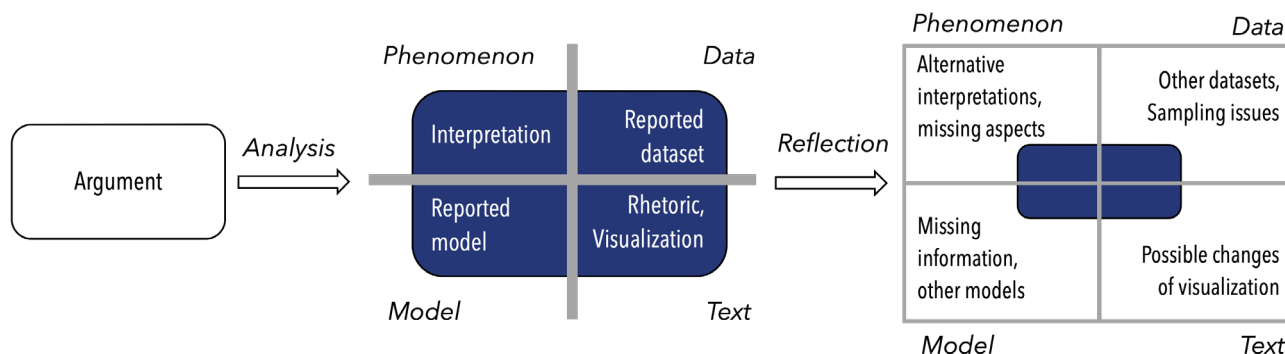 Argument
Analysis
Phenomenon
Data
Interpretation
Reported
dataset
Reported
model
Rhetoric,
Visualization
Model
Text
Reflection
Phenomenon
Data
Alternative
interpretations,
missing aspects
Other datasets,
Sampling issues
Missing
information,
other models
Possible changes
of visualization
Model
Text